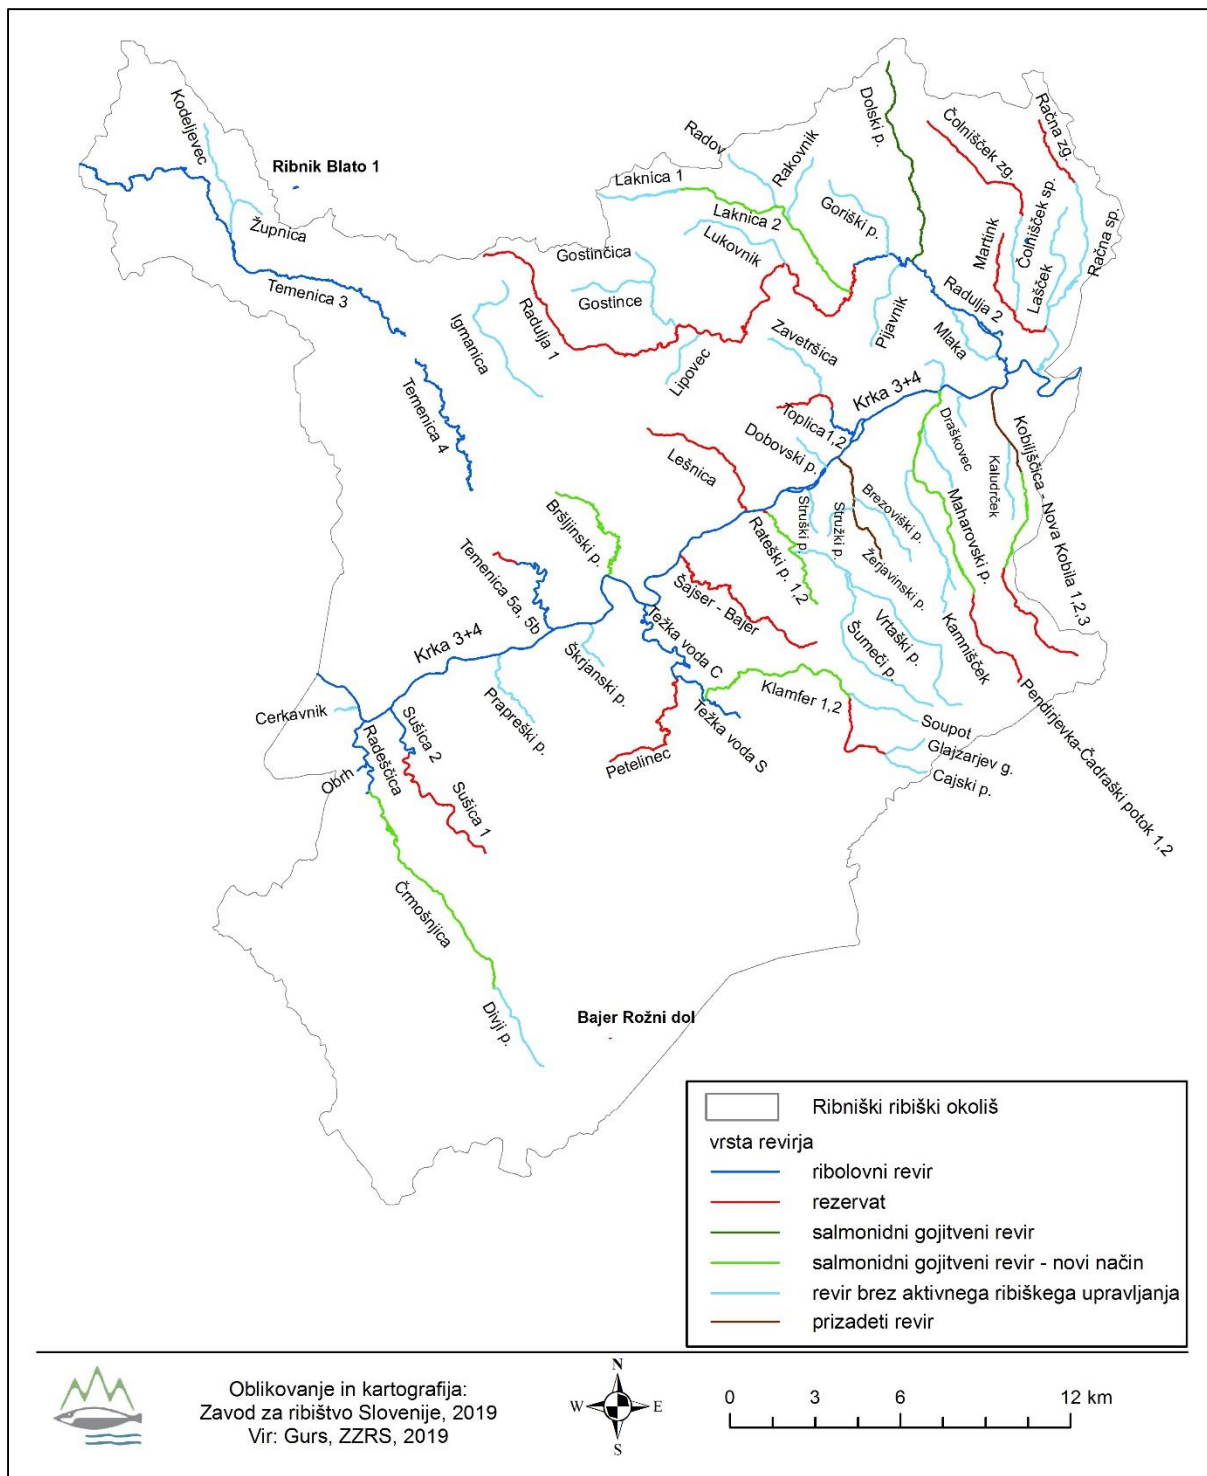 Kodeljevec
Ribnik Blato 1
Župnica
Temenica 3
Temenica 4
Radov
Rakovnik
Dolski p.
Čolnišček zg.
Račna zg.
Laknica 1
Laknica 2
Lukovnik
Goriški p.
Martink
Čolnišček sp.
Lašček
Račna sp.
Gostinčica
Gostince
Igmanica
Radulja 1
Lipovec
Zavetršica
Pijavnik
Radulja 2
Mlaka
Krka 3+4
Toplica1,2
Dobovski p.
Lešnica
Draškovec
Kaludrček
Kobiljščica - Nova Kobila 1,2,3
Maharovski p.
Brezoviški p.
Žerjavinski p.
Struški p.
Stružki p.
Rateški p. 1,2
Bršljinski p.
Temenica 5a, 5b
Šajser - Bajer
Težka voda C
Vrtaški p.
Šumeči p.
Kamnišček
Pendirjevka-Čadraški potok 1,2
Krka 3+4
Škrjanski p.
Prapreški p.
Klamfer 1,2
Težka voda S
Petelinec
Soupot
Glajzarjev g.
Cajski p.
Cerkavnik
Radeščica
Sušica 2
Obrh
Sušica 1
Črmošnjica
Divji p.
Bajer Rožni dol
Ribniški ribiški okoliš
vrsta revirja
ribolovni revir
rezervat
salmonidni gojitveni revir
salmonidni gojitveni revir - novi način
revir brez aktivnega ribiškega upravljanja
prizadeti revir
Oblikovanje in kartografija:
Zavod za ribištvo Slovenije, 2019
Vir: Gurs, ZZRS, 2019
N
W E
S
0 3 6 12 km